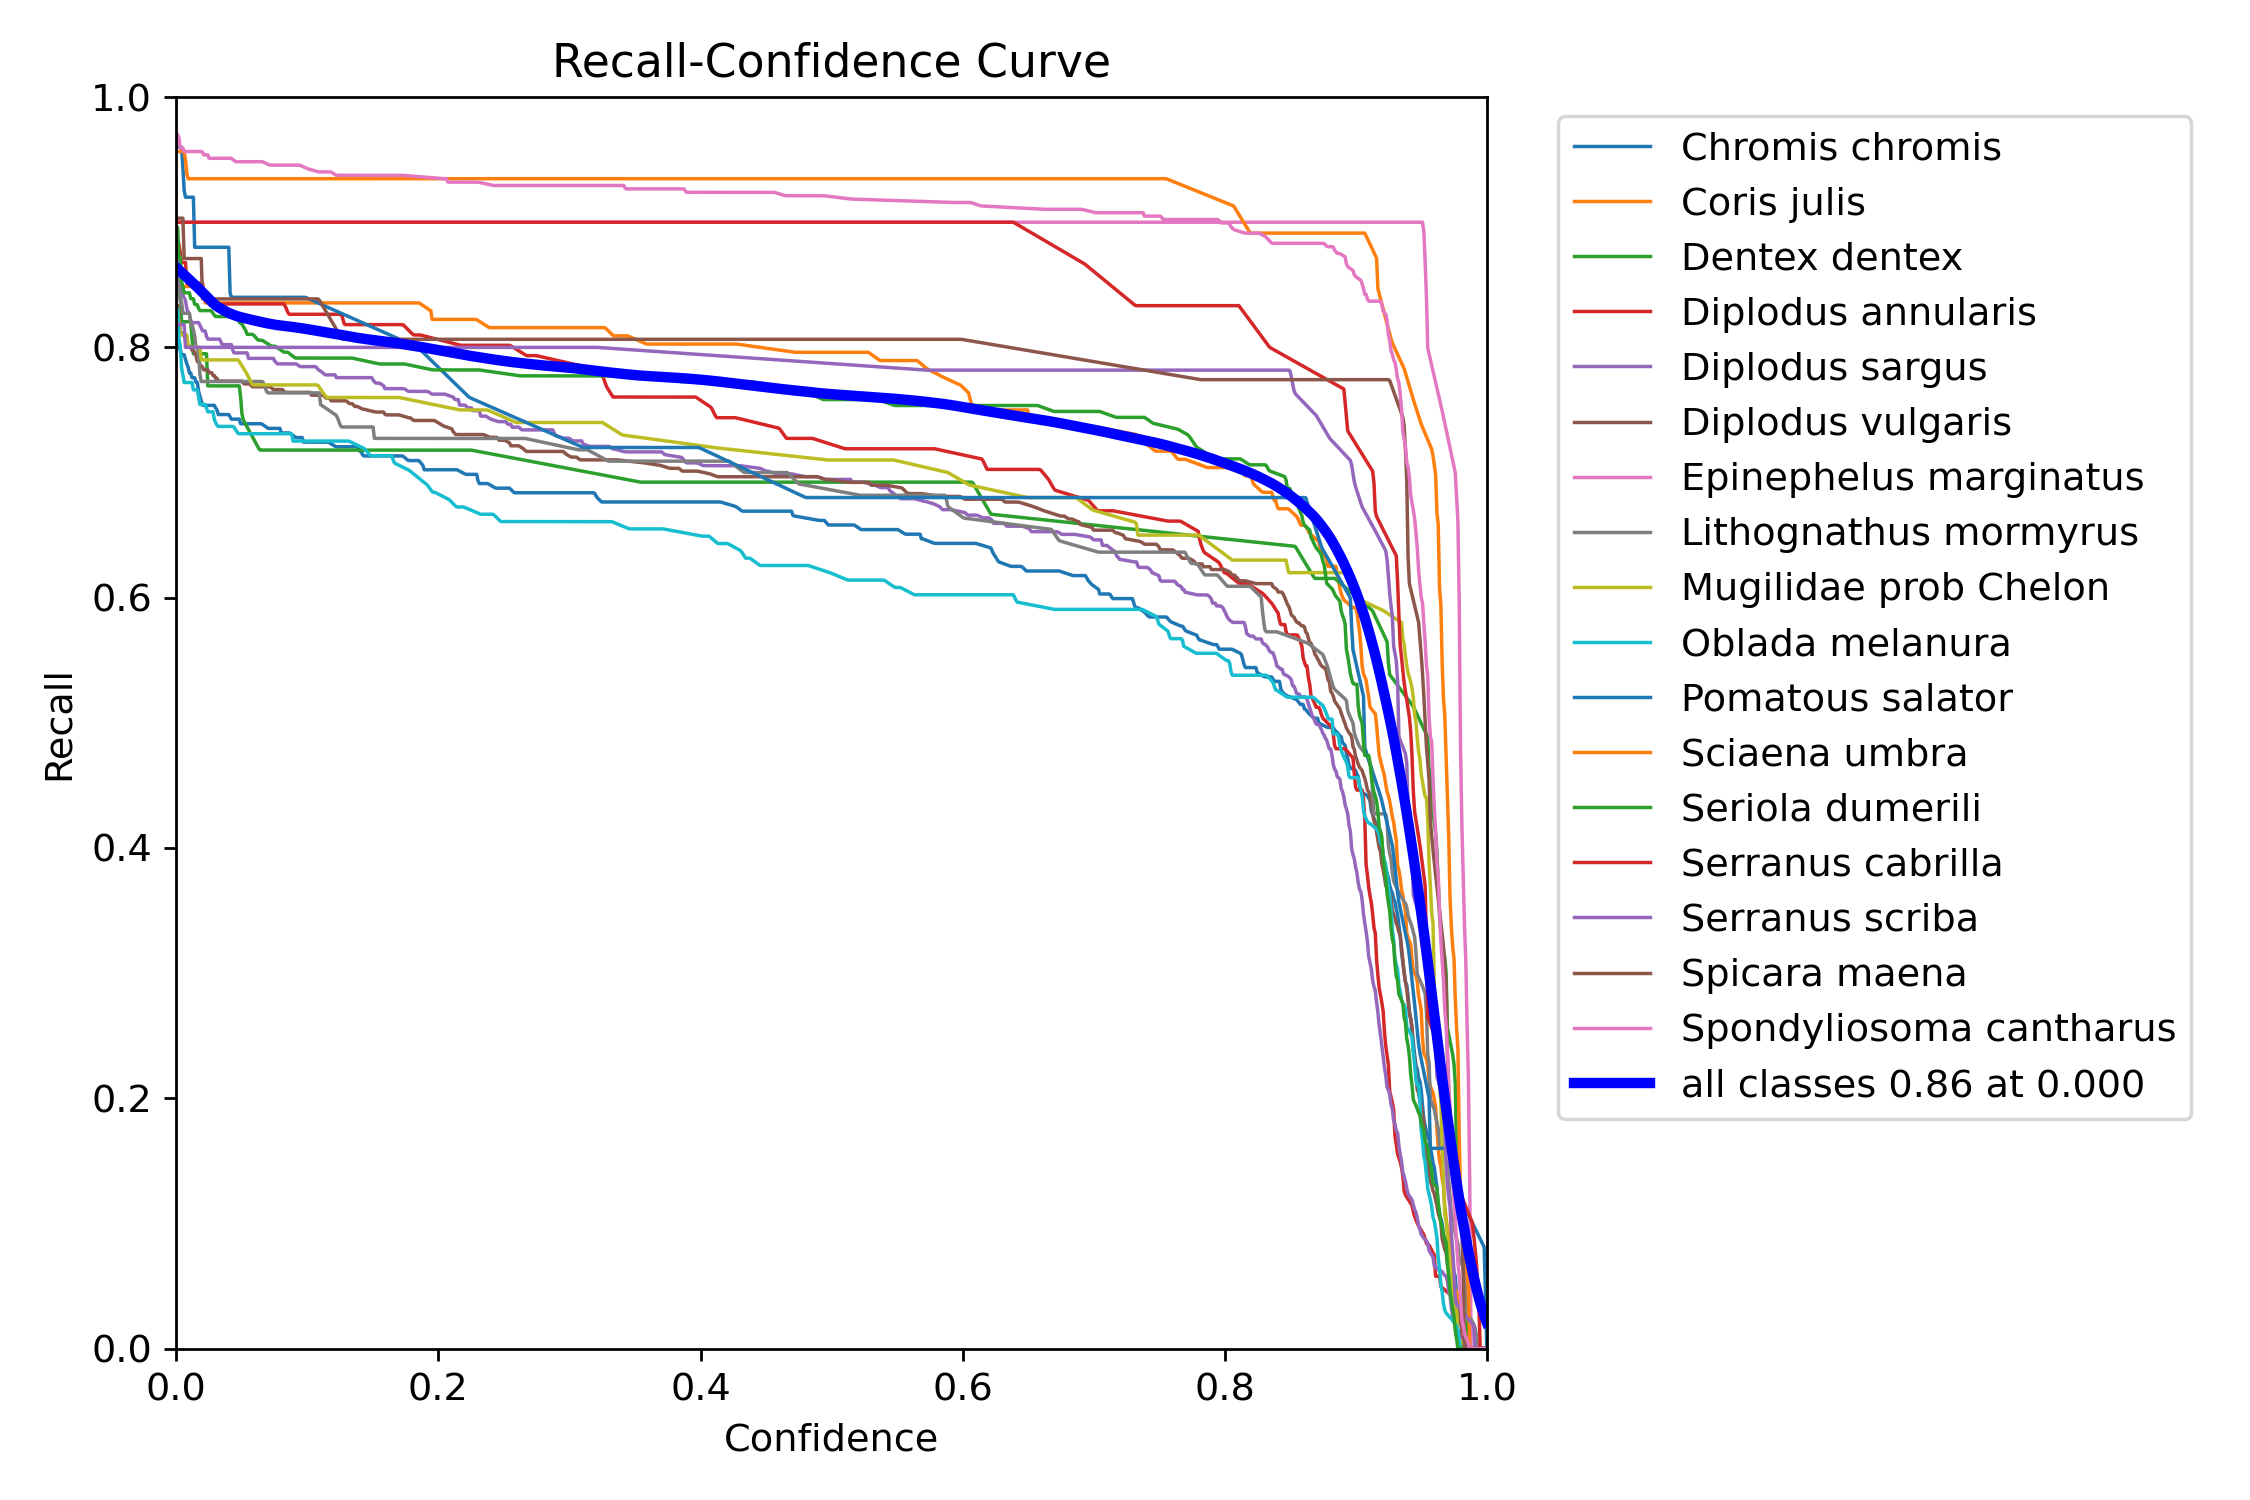 Recall-Confidence Curve
1.0
0.8
0.6
0.4
0.2
0.0
Recall
0.0 0.2 0.4 0.6 0.8 1.0
Confidence
Chromis chromis
Coris julis
Dentex dentex
Diplodus annularis
Diplodus sargus
Diplodus vulgaris
Epinephelus marginatus
Lithognathus mormyrus
Mugilidae prob Chelon
Oblada melanura
Pomatous salator
Sciaena umbra
Seriola dumerili
Serranus cabrilla
Serranus scriba
Spicara maena
Spondyliosoma cantharus
all classes 0.86 at 0.000